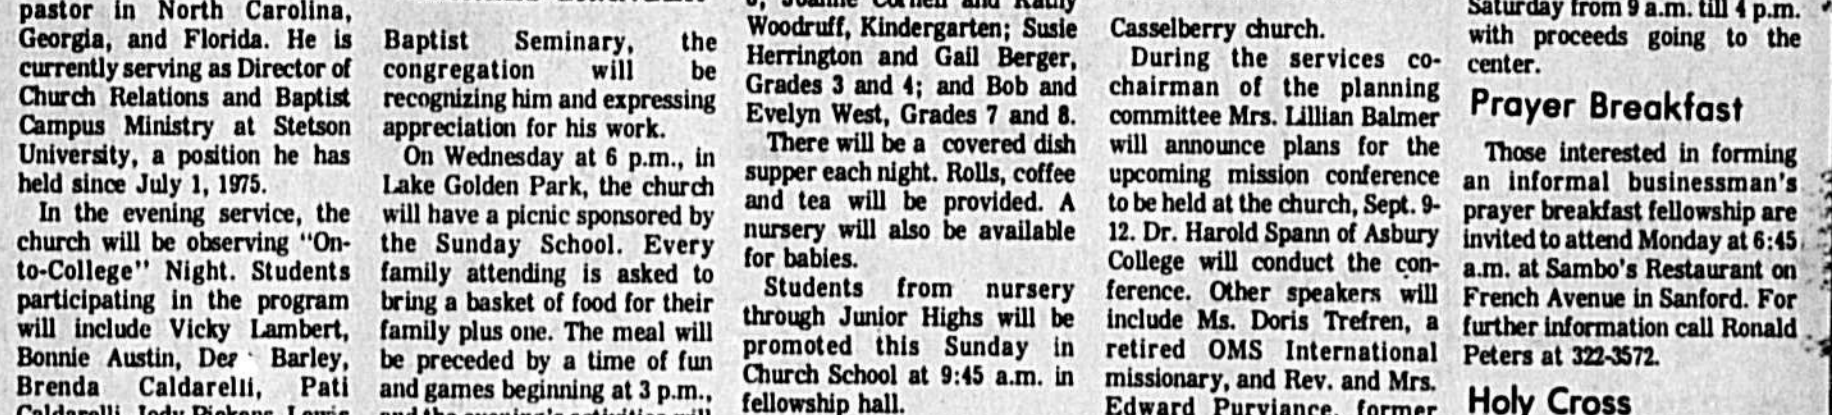 pastor in North Carolina,
Georgia, and Florida. He is
currently serving as Director of
Church Relations and Baptist
Campus Ministry at Stetson
University, a position he has
held since July 1, 1975.
In the evening service, the
church will be observing "On-
to-College" Night. Students
participating in the program
will include Vicky Lambert,
Bonnie Austin, Dee Barley,
Brenda Caldarelli, Pati
Caldarelli, Jody Pickens, Lewis
Baptist Seminary, the
congregation will be
recognizing him and expressing
appreciation for his work.
On Wednesday at 6 p.m., in
Lake Golden Park, the church
will have a picnic sponsored by
the Sunday School. Every
family attending is asked to
bring a basket of food for their
family plus one. The meal will
be preceded by a time of fun
and games beginning at 3 p.m.,
and the evening's activities will
and Kathy
Woodruff, Kindergarten; Susie
Herrington and Gail Berger,
Grades 3 and 4; and Bob and
Evelyn West, Grades 7 and 8.
There will be a covered dish
supper each night. Rolls, coffee
and tea will be provided. A
nursery will also be available
for babies.
Students from nursery
through Junior Highs will be
promoted this Sunday in
Church School at 9:45 a.m. in
fellowship hall.
Casselberry church.
During the services co-
chairman of the planning
committee Mrs. Lillian Balmer
will announce plans for the
upcoming mission conference
to be held at the church, Sept. 9-
12. Dr. Harold Spann of Asbury
College will conduct the con-
ference. Other speakers will
include Ms. Doris Trefren, a
retired OMS International
missionary, and Rev. and Mrs.
Edward Purviance, former
Saturday from 9 a.m. till 4 p.m.
with proceeds going to the
center.
Prayer Breakfast
Those interested in forming
an informal businessman's
prayer breakfast fellowship are
invited to attend Monday at 6:45
a.m. at Sambo's Restaurant on
French Avenue in Sanford. For
further information call Ronald
Peters at 322-3572.
Holy Cross